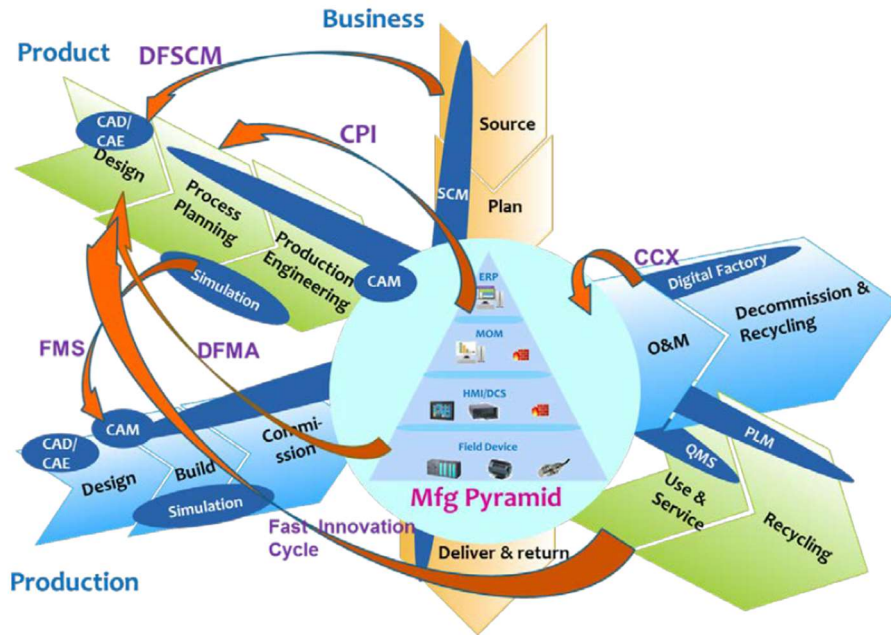 Business
Product
DFSCM
CAD/
CAE
Design
Process
Planning
Production
Engineering
CPI
Source
SCM
Plan
CAM
Simulation
FMS
DFMA
ERP
MOM
HMI/DCS
Field Device
Mfg Pyramid
CCX
Digital Factory
O&M
Decommission &
Recycling
PLM
QMS
Use &
Service
Recycling
CAD/
CAE
CAM
Design
Build
Commi-
ssion
Simulation
Fast Innovation
Cycle
Deliver & return
Production